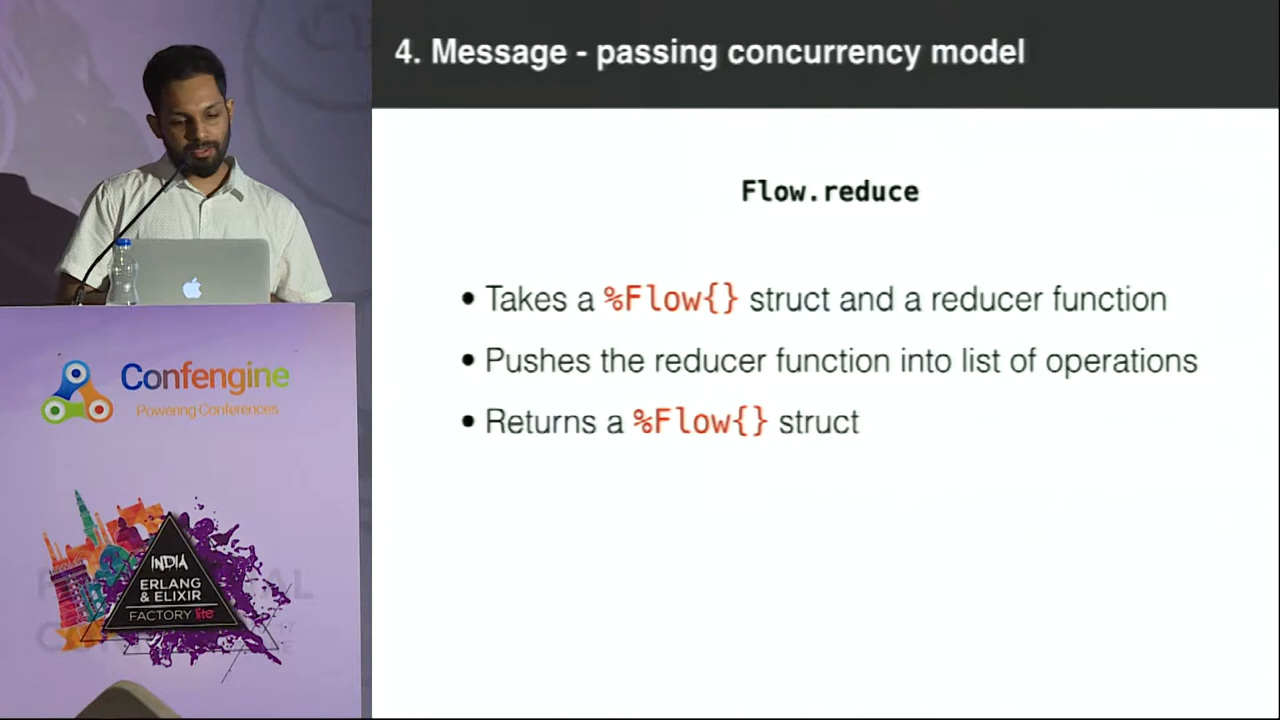 4. Message - passing concurrency model
Flow.reduce
• Takes a %Flow{} struct and a reducer function
• Pushes the reducer function into list of operations
• Returns a %Flow{} struct
Confengine
Powering Conferences
INDIA
ERLANG
& ELIXIR
FACTORY lite